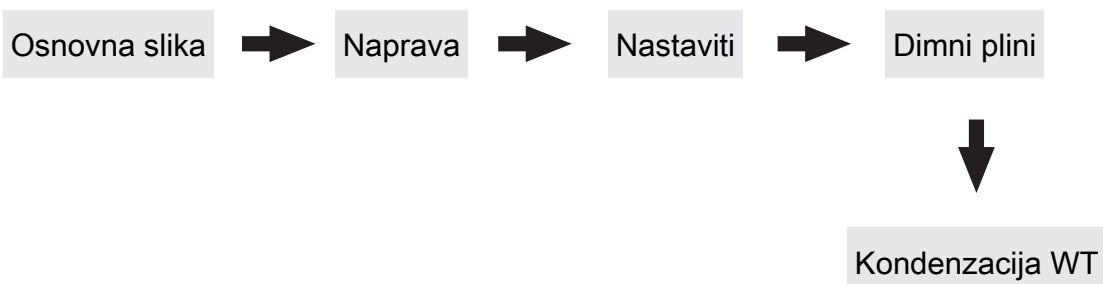 Osnovna slika
Naprava
Nastaviti
Dimni plini
Kondenzacija WT